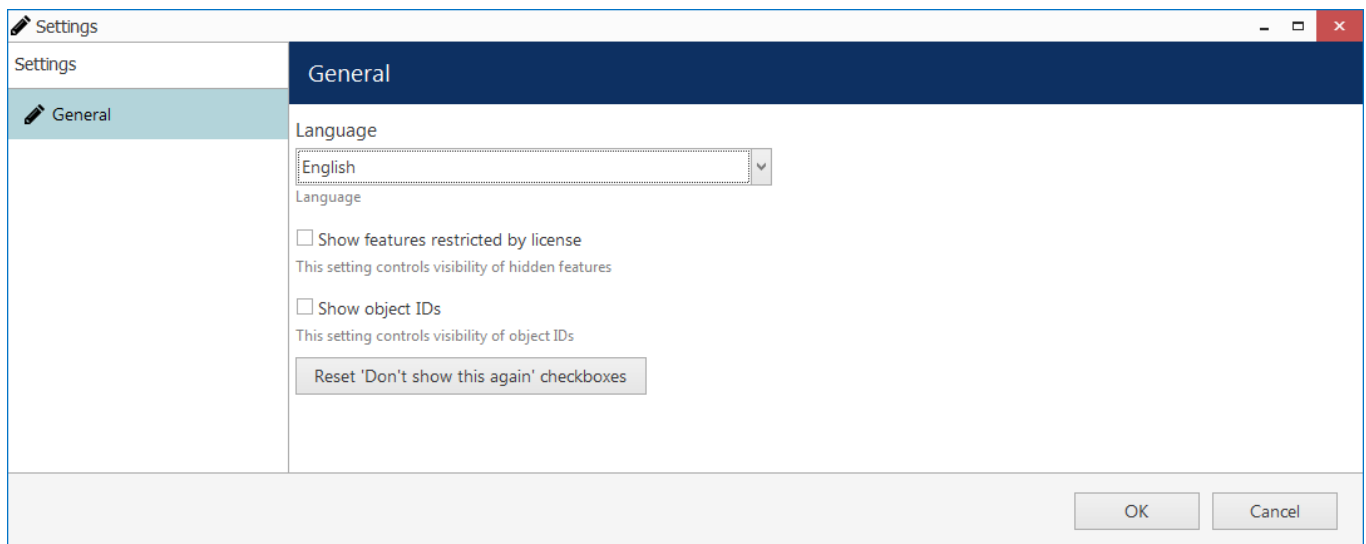 Settings
Settings
General
General
Language
English
Language
Show features restricted by license
This setting controls visibility of hidden features
Show object IDs
This setting controls visibility of object IDs
Reset 'Don't show this again' checkboxes
OK
Cancel